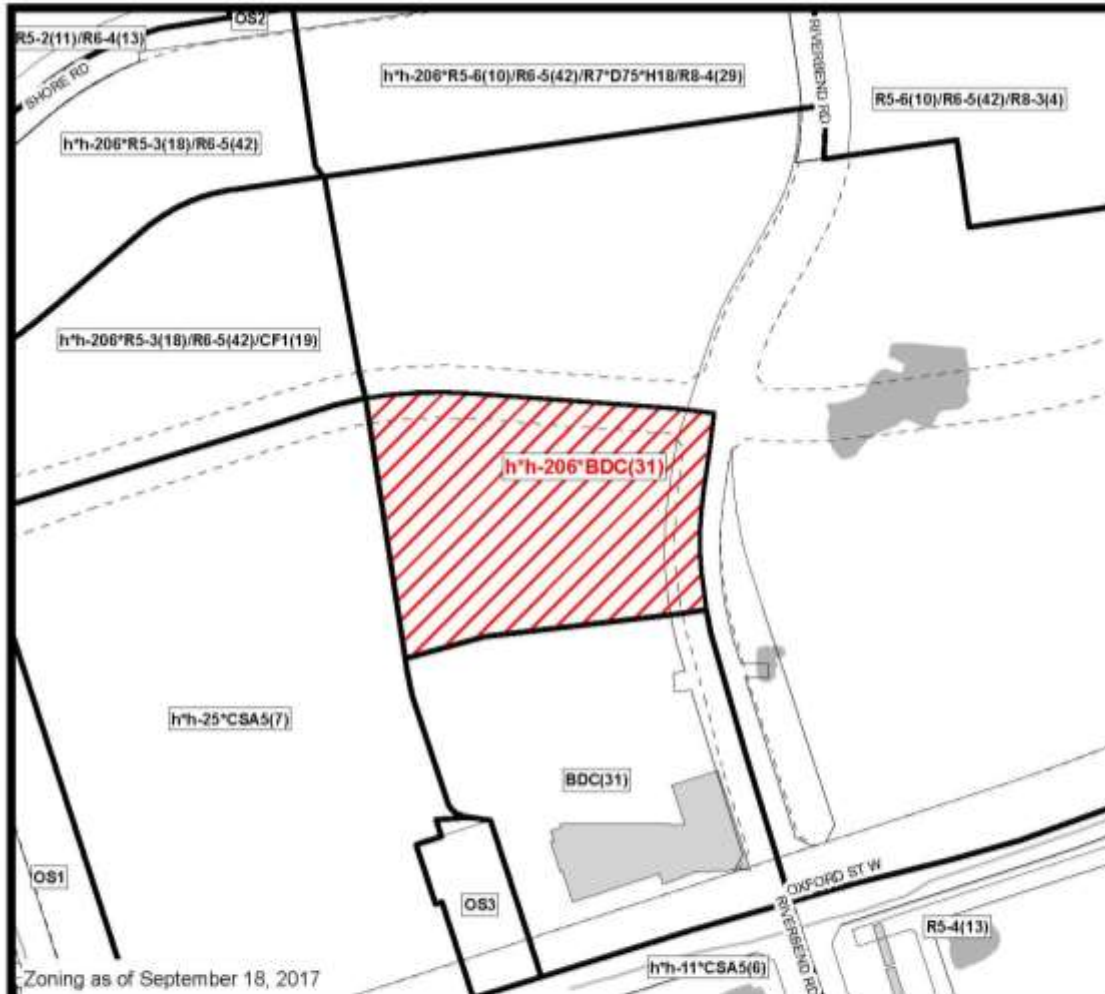 OS2
R5-2(11)/R6-4(13)
SHORE RD
h*h-206*R5-6(10)/R6-5(42)/R7*D75*H18/R8-4(29)
RIVERBEND RD
R5-6(10)/R6-5(42)/R8-3(4)
h*h-206*R5-3(18)/R6-5(42)
h*h-206*R5-3(18)/R6-5(42)/CF1(19)
h*h-206*BDC(31)
h*h-25*CSA5(7)
BDC(31)
OS1
OS3
OXFORD ST W
RIVERBEND RD
R5-4(13)
h*h-11*CSA5(6)
Zoning as of September 18, 2017